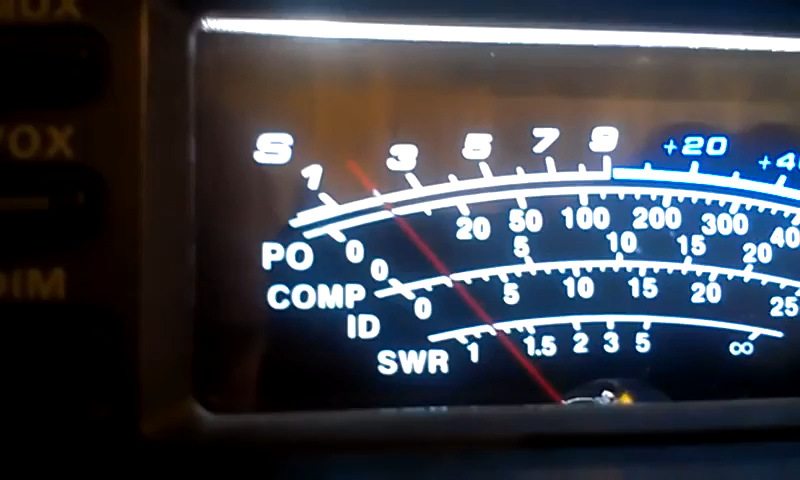 VOX
DIM
S 1 3 5 7 9 +20 +4
PO 0 20 50 100 200 300 40
COMP 0 5 10 15 20
ID 0 5 10 15 20 25
SWR 1 1.5 2 3 5 ∞